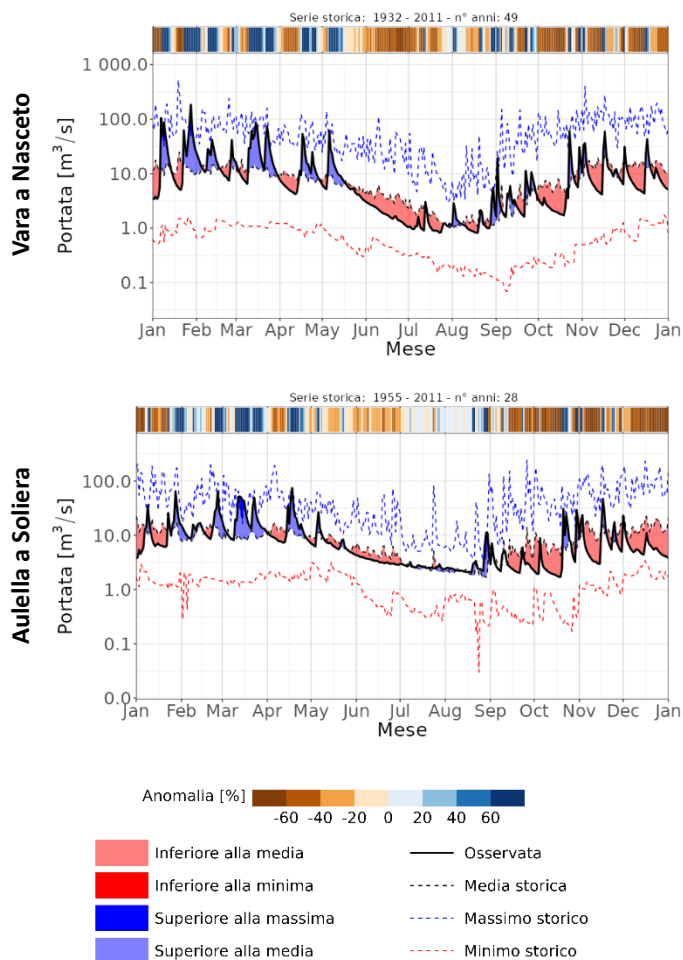 Serie storica: 1932 - 2011 - n° anni: 49
Vara a Nasceto
Portata [m³/s]
1 000.0
100.0
10.0
1.0
0.1
Jan Feb Mar Apr May Jun Jul Aug Sep Oct Nov Dec Jan
Mese
Serie storica: 1955 - 2011 - n° anni: 28
Aulella a Soliera
Portata [m³/s]
100.0
10.0
1.0
0.1
0.0
Jan Feb Mar Apr May Jun Jul Aug Sep Oct Nov Dec Jan
Mese
Anomalia [%]
-60 -40 -20 0 20 40 60
Inferiore alla media
Inferiore alla minima
Superiore alla massima
Superiore alla media
Osservata
Media storica
Massimo storico
Minimo storico